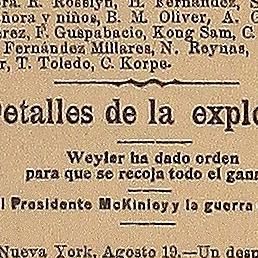 ra. R. Rosslyn, H. Fernández, S
ñora y niños, B. M. Oliver, A. G
érez, F. Guspabacio, Kong Sam, C.
Fernández Millares, N. Reynas,
r, T. Toledo, C. Korpe.
Detalles de la explo
Weyler ha dado orden
para que se recoja todo el gana
l Presidente McKinley y la guerra
Nueva York, Agosto 19.—Un desp